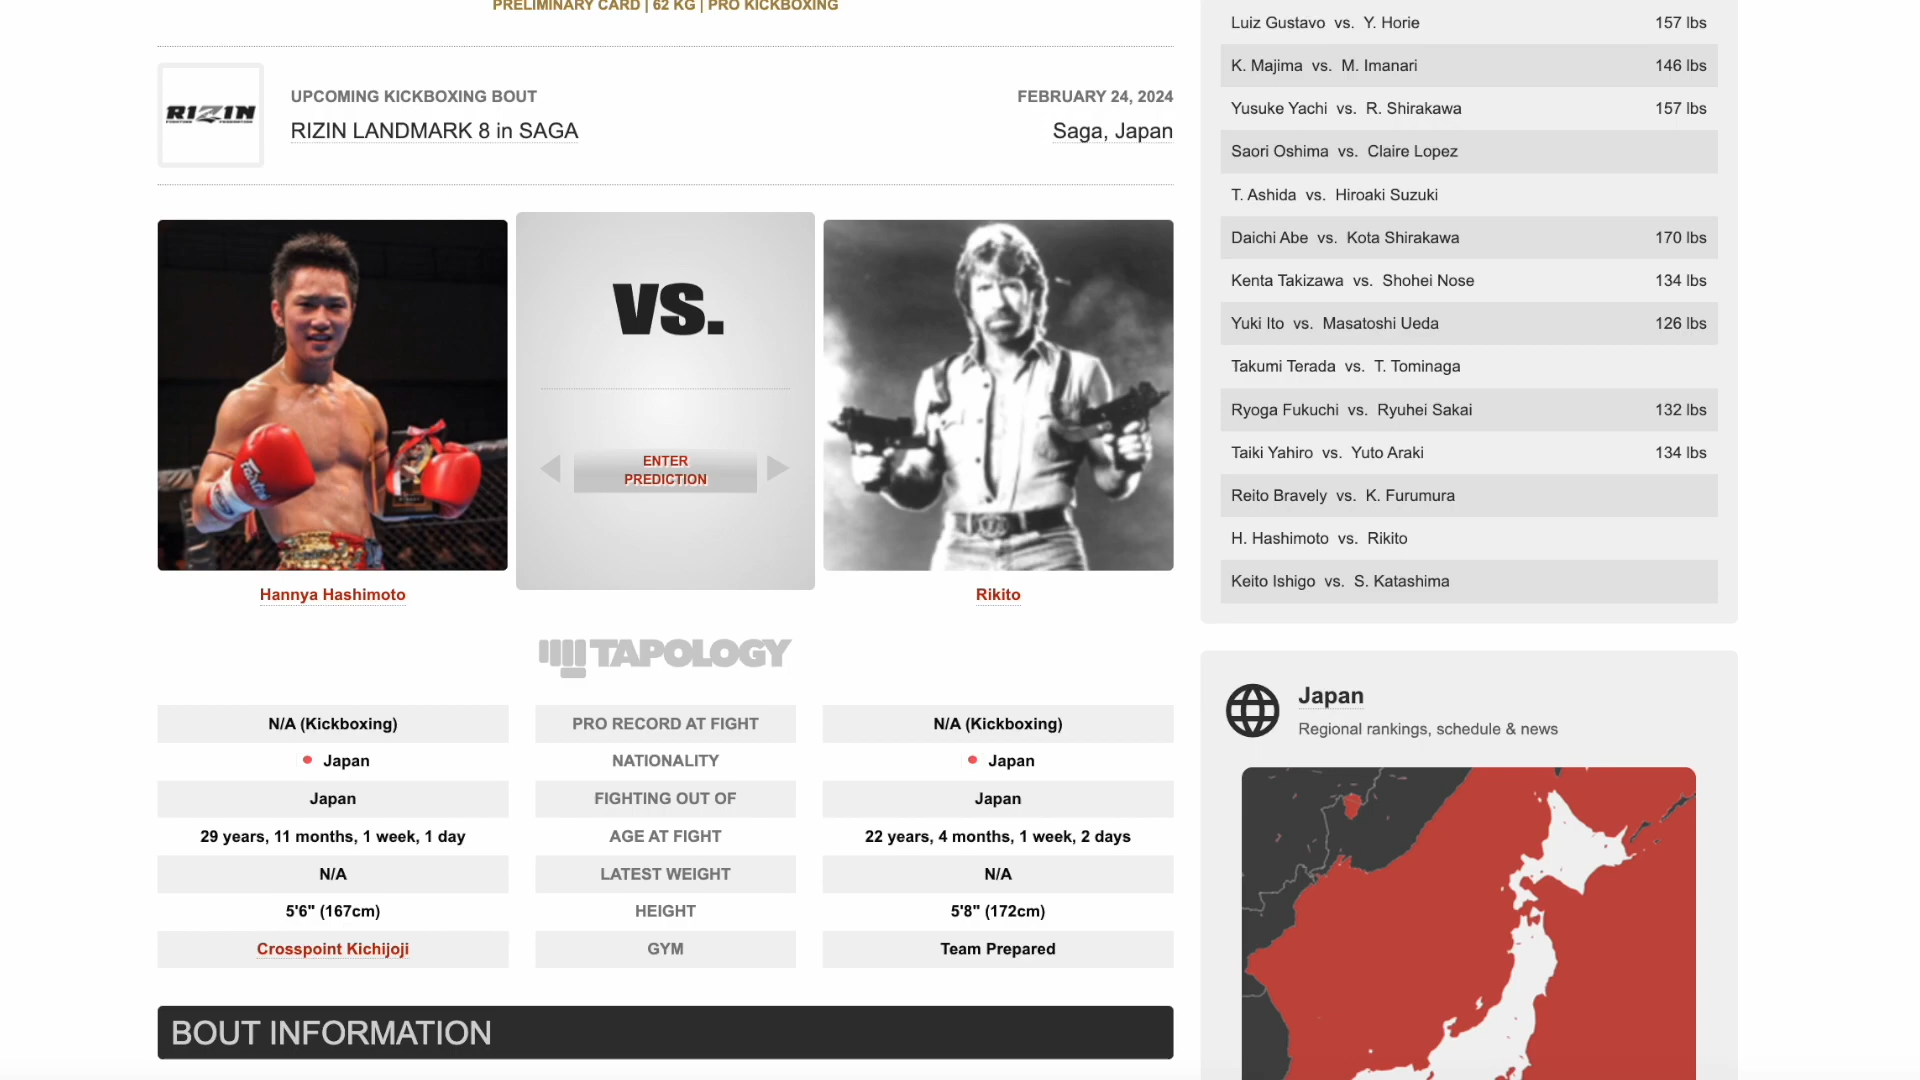 PRELIMINARY CARD | 62 KG | PRO KICKBOXING
RIZIN
FIGHTING FEDERATION
UPCOMING KICKBOXING BOUT
RIZIN LANDMARK 8 in SAGA
FEBRUARY 24, 2024
Saga, Japan
VS.
ENTER
PREDICTION
Hannya Hashimoto
Rikito
TAPOLOGY
N/A (Kickboxing) PRO RECORD AT FIGHT N/A (Kickboxing)
Japan NATIONALITY Japan
Japan FIGHTING OUT OF Japan
29 years, 11 months, 1 week, 1 day AGE AT FIGHT 22 years, 4 months, 1 week, 2 days
N/A LATEST WEIGHT N/A
5'6" (167cm) HEIGHT 5'8" (172cm)
Crosspoint Kichijoji GYM Team Prepared
BOUT INFORMATION
Luiz Gustavo vs. Y. Horie 157 lbs
K. Majima vs. M. Imanari 146 lbs
Yusuke Yachi vs. R. Shirakawa 157 lbs
Saori Oshima vs. Claire Lopez
T. Ashida vs. Hiroaki Suzuki
Daichi Abe vs. Kota Shirakawa 170 lbs
Kenta Takizawa vs. Shohei Nose 134 lbs
Yuki Ito vs. Masatoshi Ueda 126 lbs
Takumi Terada vs. T. Tominaga
Ryoga Fukuchi vs. Ryuhei Sakai 132 lbs
Taiki Yahiro vs. Yuto Araki 134 lbs
Reito Bravely vs. K. Furumura
H. Hashimoto vs. Rikito
Keito Ishigo vs. S. Katashima
Japan
Regional rankings, schedule & news